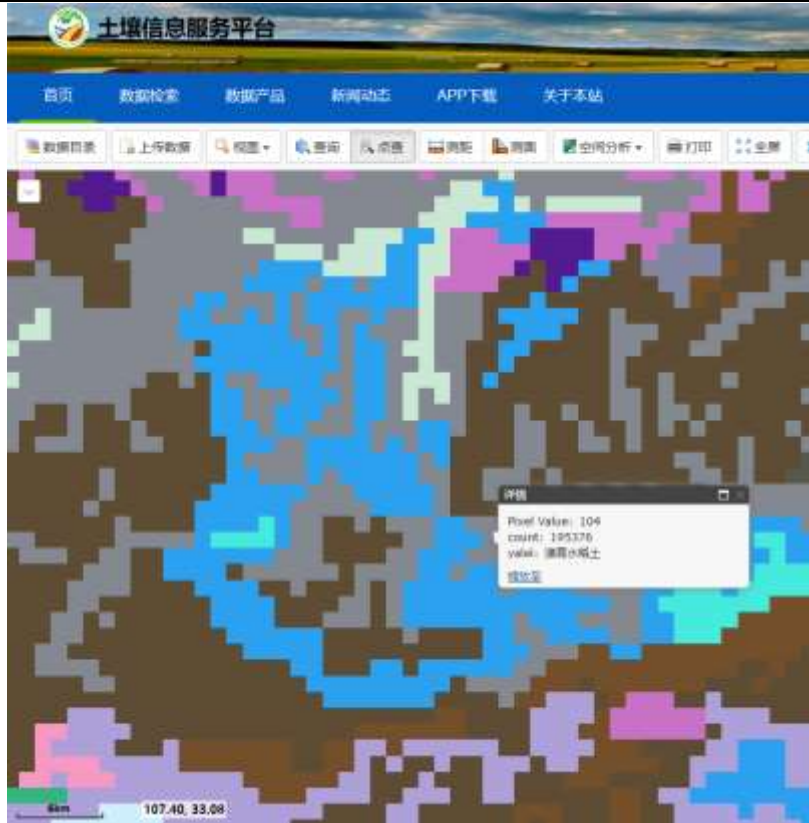 土壤信息服务平台
首页 数据检索 数据产品 新闻动态 APP下载 关于本站
数据目录 上传数据 视图 查询 点查 测距 测面 空间分析 打印 全屏
详情
Pixel Value: 104
count: 195376
valei: 潴育水稻土
缩放至
6km 107.40, 33.08